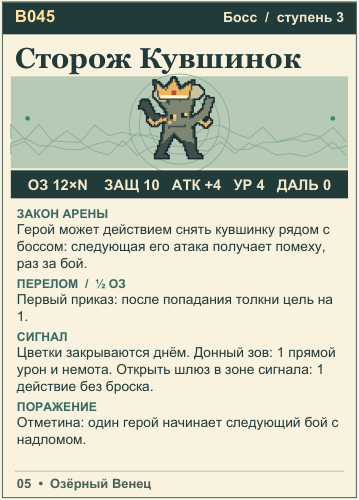 B045
Босс / ступень 3
Сторож Кувшинок
ОЗ 12×N ЗАЩ 10 АТК +4 УР 4 ДАЛЬ 0
ЗАКОН АРЕНЫ
Герой может действием снять кувшинку рядом с
боссом: следующая его атака получает помеху,
раз за бой.
ПЕРЕЛОМ / ½ ОЗ
Первый приказ: после попадания толкни цель на
1.
СИГНАЛ
Цветки закрываются днём. Донный зов: 1 прямой
урон и немота. Открыть шлюз в зоне сигнала: 1
действие без броска.
ПОРАЖЕНИЕ
Отметина: один герой начинает следующий бой с
надломом.
05 • Озёрный Венец